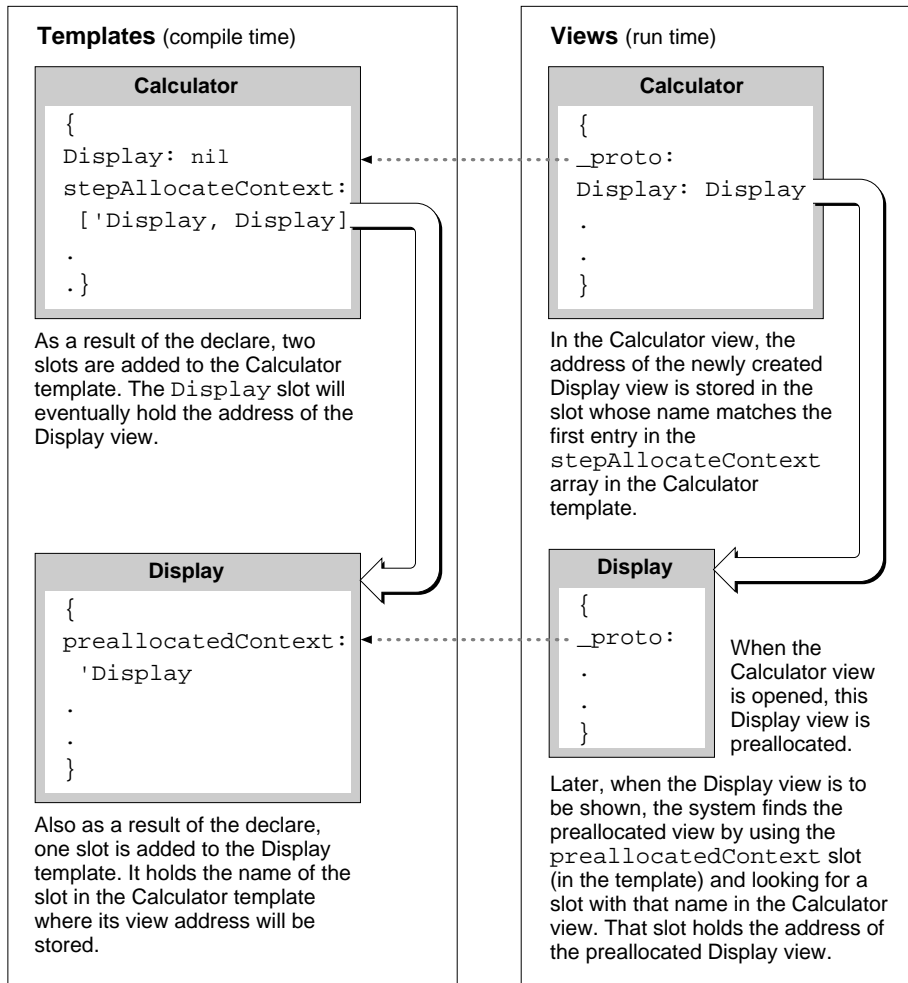 Templates (compile time)
Calculator
{
Display: nil
stepAllocateContext:
['Display, Display]
.
.}
As a result of the declare, two
slots are added to the Calculator
template. The Display slot will
eventually hold the address of the
Display view.
Display
{
preallocatedContext:
'Display
.
.
}
Also as a result of the declare,
one slot is added to the Display
template. It holds the name of the
slot in the Calculator template
where its view address will be
stored.
Views (run time)
Calculator
{
_proto:
Display: Display
.
.
}
In the Calculator view, the
address of the newly created
Display view is stored in the
slot whose name matches the
first entry in the
stepAllocateContext
array in the Calculator
template.
Display
{
_proto:
.
.
}
When the
Calculator view
is opened, this
Display view is
preallocated.
Later, when the Display view is to
be shown, the system finds the
preallocated view by using the
preallocatedContext slot
(in the template) and looking for a
slot with that name in the Calculator
view. That slot holds the address of
the preallocated Display view.